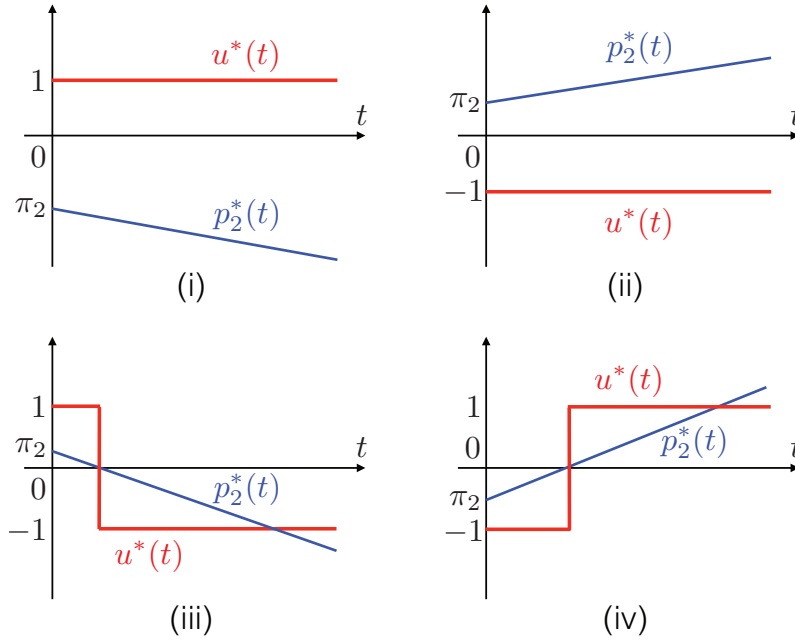 u*(t)
1
t
0
π₂
p₂*(t)
(i)
p₂*(t)
π₂
t
0
−1
u*(t)
(ii)
1
π₂
t
0
p₂*(t)
−1
u*(t)
(iii)
u*(t)
1
0
t
p₂*(t)
π₂
−1
(iv)